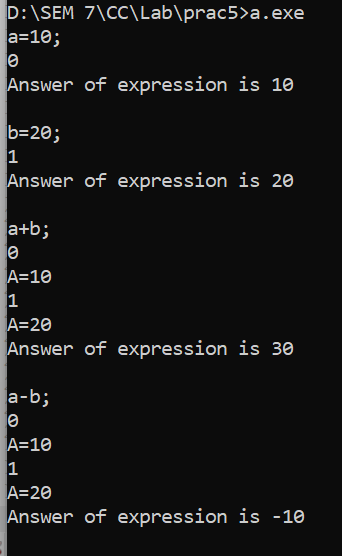 D:\SEM 7\CC\Lab\prac5>a.exe
a=10;
0
Answer of expression is 10
b=20;
1
Answer of expression is 20
a+b;
0
A=10
1
A=20
Answer of expression is 30
a-b;
0
A=10
1
A=20
Answer of expression is -10